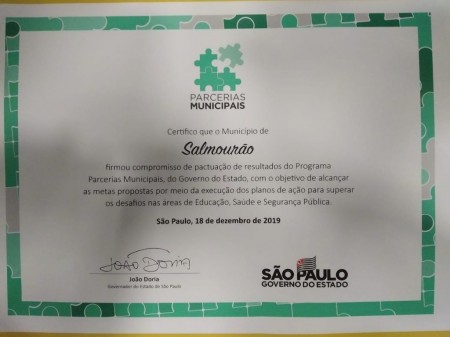 PARCERIAS
MUNICIPAIS
Certifico que o Município de
Salmourão
firmou compromisso de pactuação de resultados do Programa
Parcerias Municipais, do Governo do Estado, com o objetivo de alcançar
as metas propostas por meio da execução dos planos de ação para superar
os desafios nas áreas de Educação, Saúde e Segurança Pública.
São Paulo, 18 de dezembro de 2019
JOÃO DORIA
João Doria
Governador do Estado de São Paulo
SÃO PAULO
GOVERNO DO ESTADO